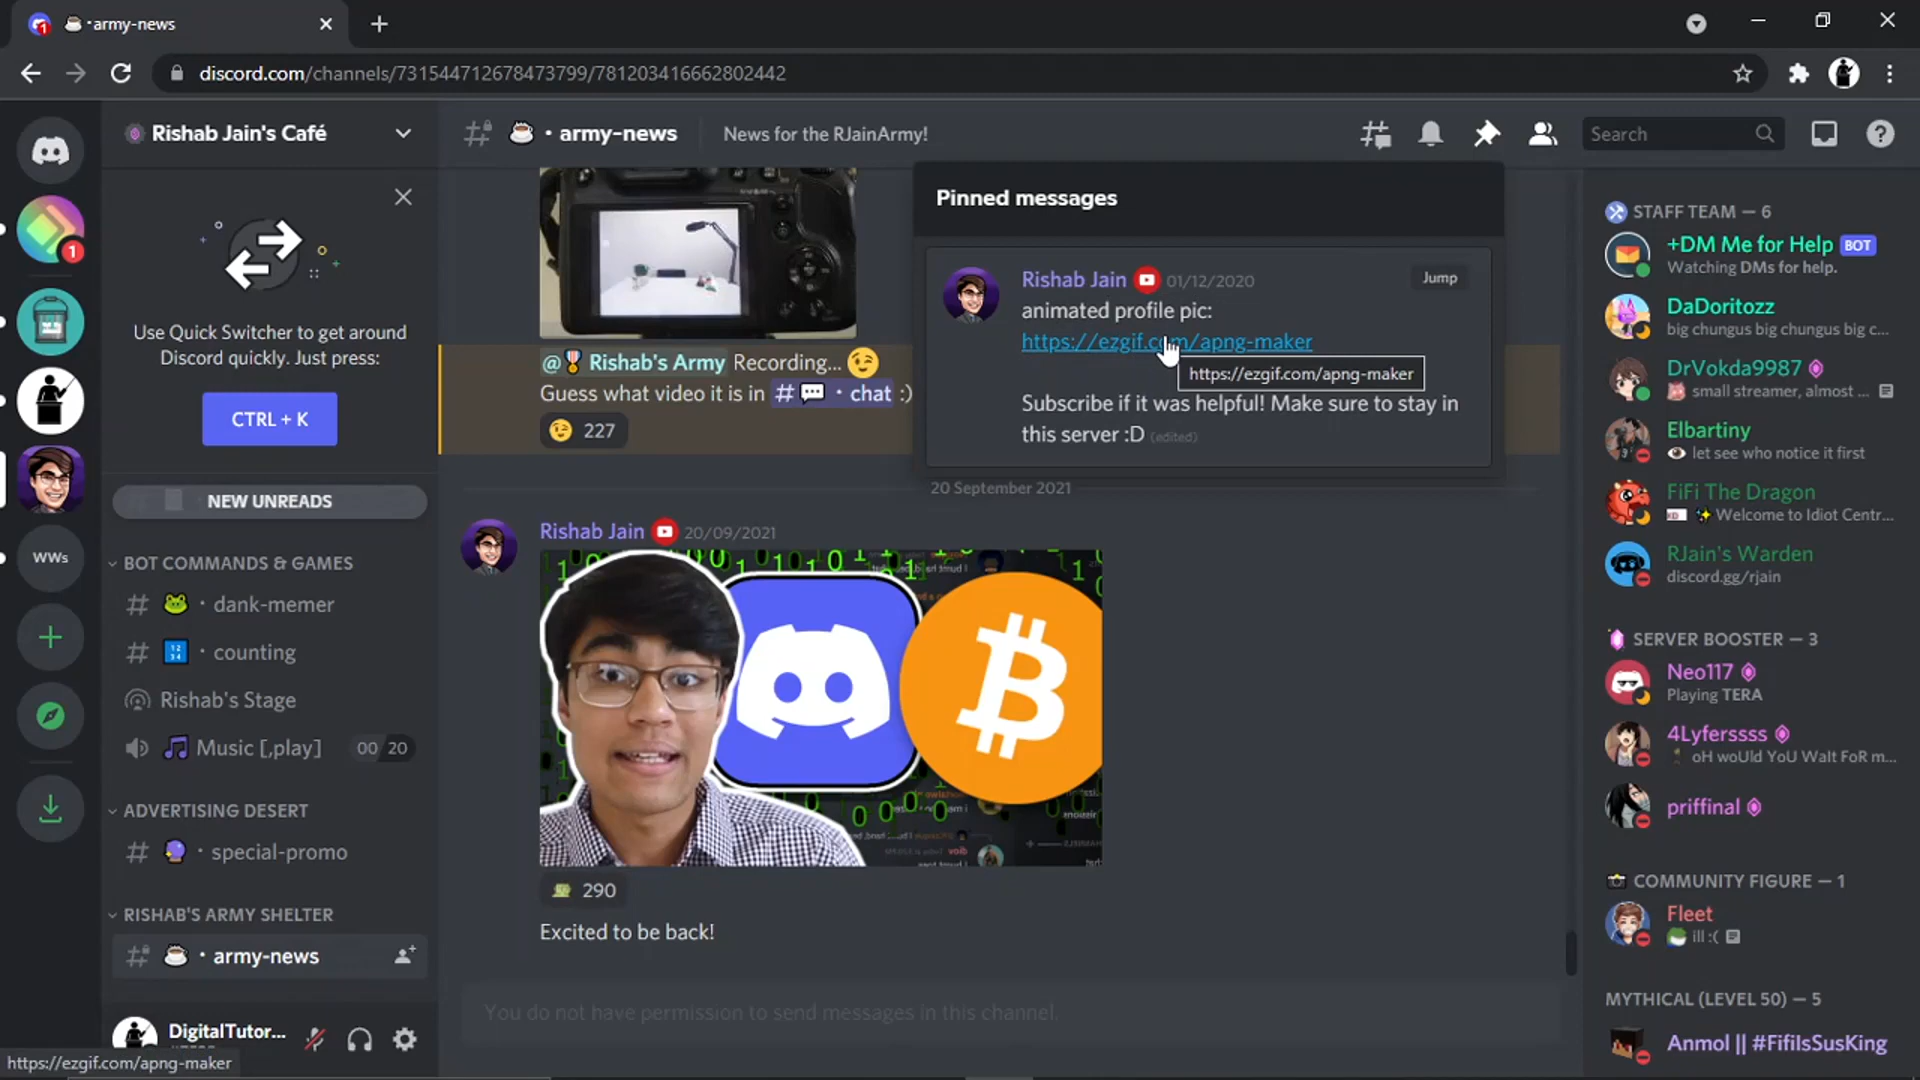 ☕・army-news
discord.com/channels/731544712678473799/781203416662802442
Rishab Jain's Café
☕・army-news
News for the RJainArmy!
Search
Use Quick Switcher to get around
Discord quickly. Just press:
CTRL + K
NEW UNREADS
BOT COMMANDS & GAMES
# 🐸・dank-memer
# 🔢・counting
Rishab's Stage
🎵 Music [,play] 00 20
ADVERTISING DESERT
# 🔮・special-promo
RISHAB'S ARMY SHELTER
# ☕・army-news
DigitalTutor...
https://ezgif.com/apng-maker
@🎖Rishab's Army Recording... 😉
Guess what video it is in # 💬・chat :)
😉 227
Pinned messages
Rishab Jain 01/12/2020
Jump
animated profile pic:
https://ezgif.com/apng-maker
https://ezgif.com/apng-maker
Subscribe if it was helpful! Make sure to stay in
this server :D (edited)
20 September 2021
Rishab Jain 20/09/2021
290
Excited to be back!
You do not have permission to send messages in this channel.
STAFF TEAM — 6
+DM Me for Help BOT
Watching DMs for help.
DaDoritozz
big chungus big chungus big c...
DrVokda9987
small streamer, almost ...
Elbartiny
👁 let see who notice it first
FiFi The Dragon
✨ Welcome to Idiot Centr...
RJain's Warden
discord.gg/rjain
SERVER BOOSTER — 3
Neo117
Playing TERA
4Lyferssss
oH woUld YoU WaIt FoR m...
priffinal
COMMUNITY FIGURE — 1
Fleet
ill :(
MYTHICAL (LEVEL 50) — 5
Anmol || #FifiIsSusKing
1
WWs